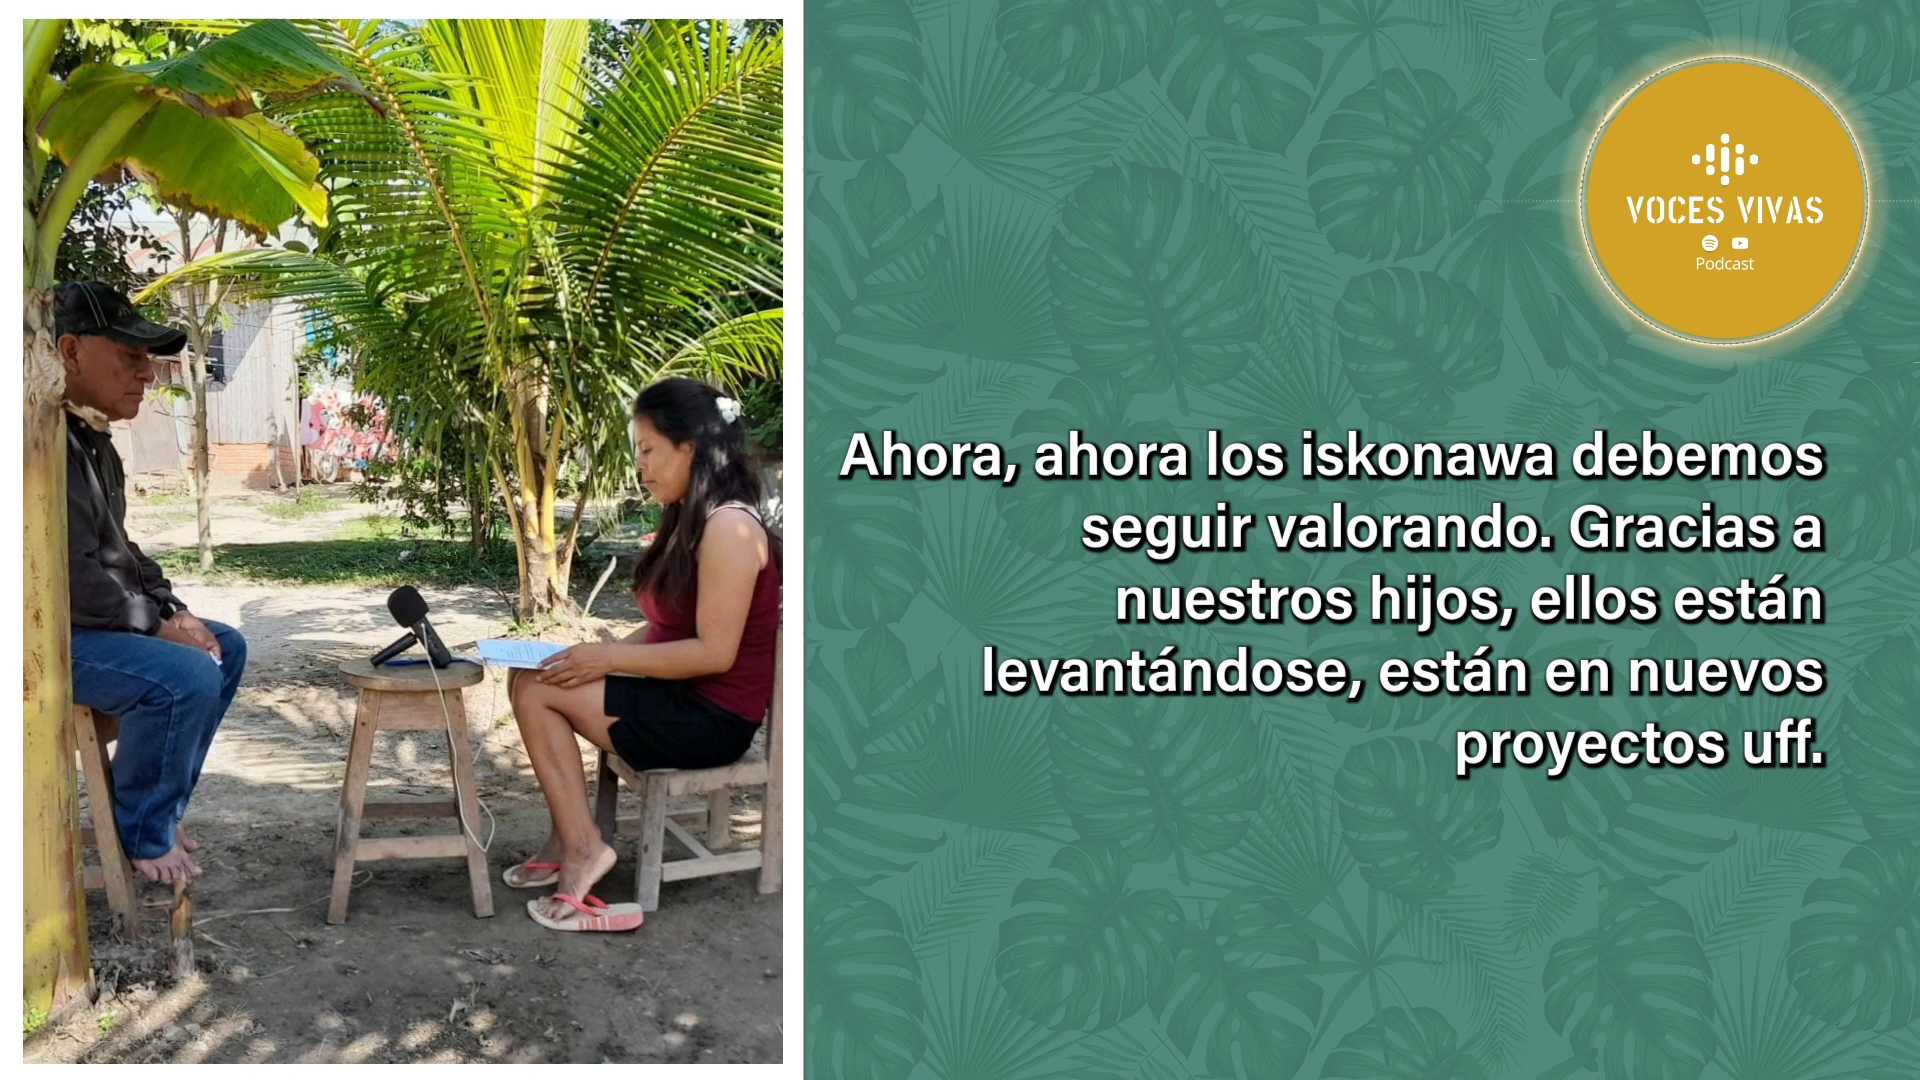 VOCES VIVAS
Podcast
Ahora, ahora los iskonawa debemos
seguir valorando. Gracias a
nuestros hijos, ellos están
levantándose, están en nuevos
proyectos uff.